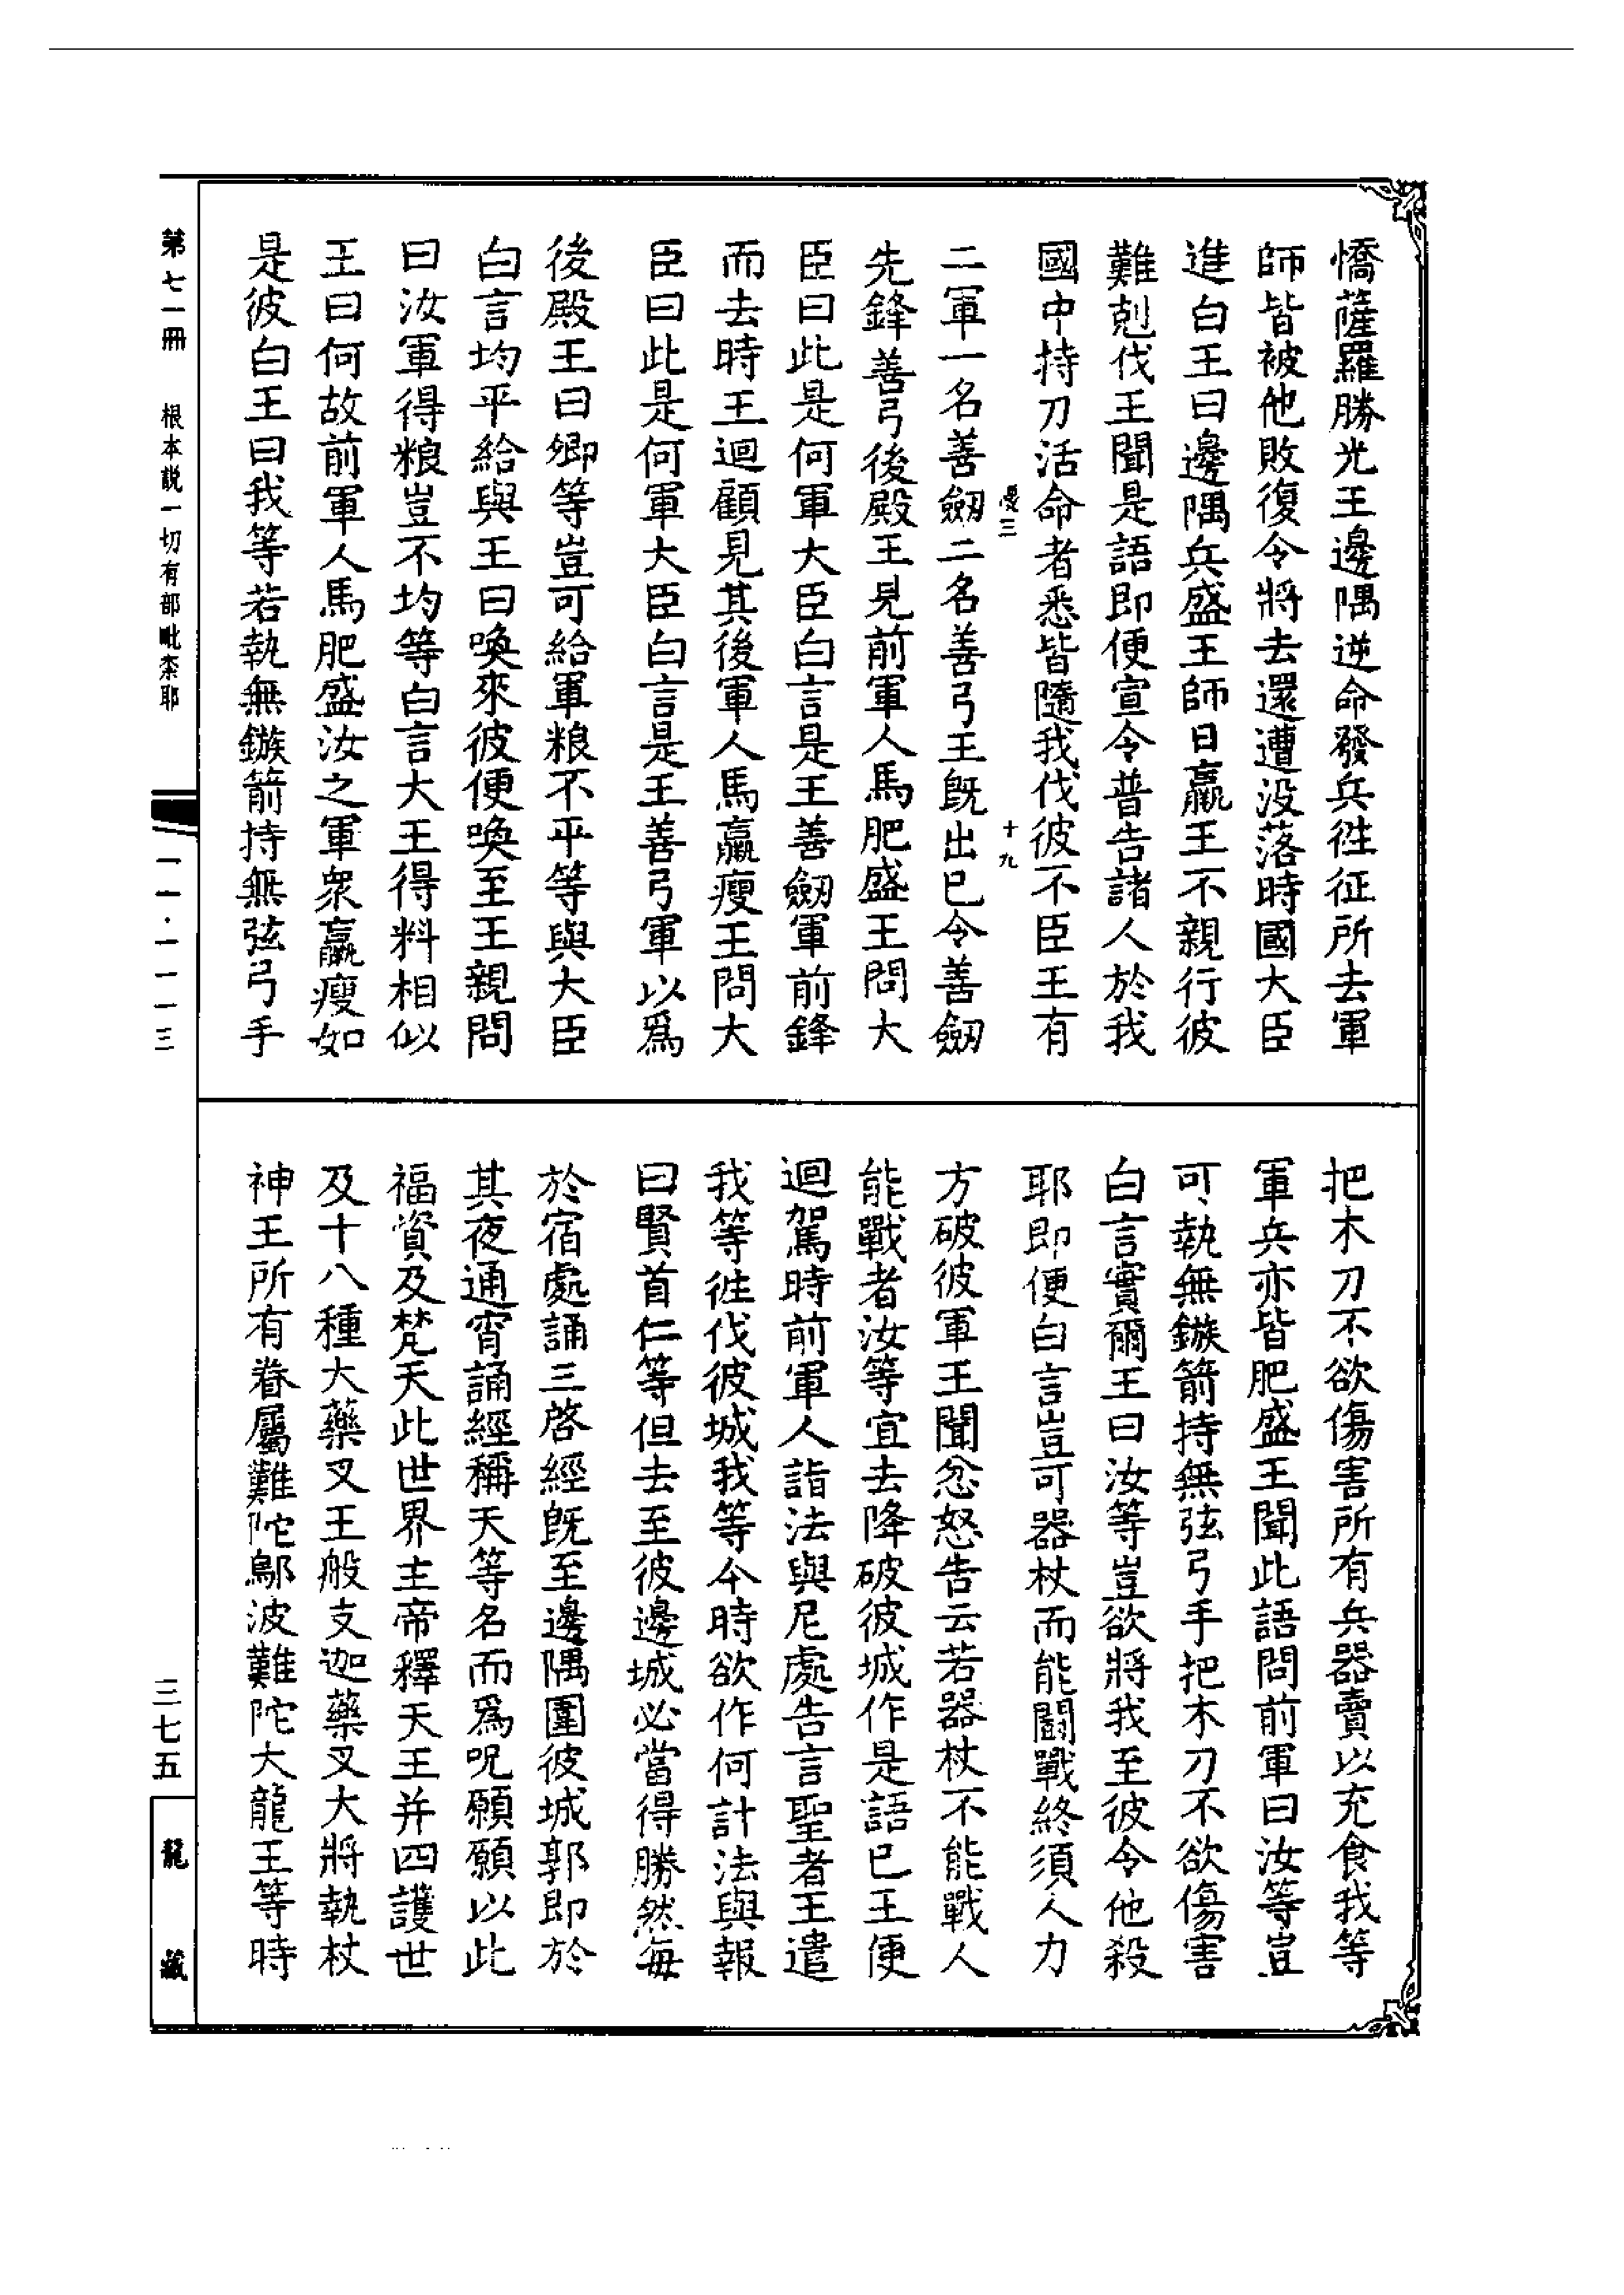 憍薩羅勝光王邊隅逆命發兵徃征所去軍
師皆被他敗復令將去還遭没落時國大臣
進白王曰邊隅兵盛王師日羸王不親行彼
難剋伐王聞是語即便宣令普告諸人於我
國中持刀活命者悉皆隨我伐彼不臣王有
二軍一名善劒二名善弓王既出已令善劒
先鋒善弓後殿王見前軍人馬肥盛王問大
臣曰此是何軍大臣白言是王善劒軍前鋒
而去時王迴顧見其後軍人馬羸瘦王問大
臣曰此是何軍大臣白言是王善弓軍以爲
後殿王曰卿等豈可給軍粮不平等與大臣
白言均平給與王曰喚來彼便喚至王親問
曰汝軍得粮豈不均等白言大王得料相似
王曰何故前軍人馬肥盛汝之軍衆羸瘦如
是彼白王曰我等若執無鏃箭持無弦弓手
把木刀不欲傷害所有兵器賣以充食我等
軍兵亦皆肥盛王聞此語問前軍曰汝等豈
可執無鏃箭持無弦弓手把木刀不欲傷害
白言實爾王曰汝等豈欲將我至彼令他殺
耶即便白言豈可器杖而能鬪戰終須人力
方破彼軍王聞忿怒告云若器杖不能戰人
能戰者汝等宜去降破彼城作是語已王便
迴駕時前軍人詣法與尼處告言聖者王遣
我等徃伐彼城我等今時欲作何計法與報
曰賢首仁等但去至彼邊城必當得勝然每
於宿處誦三啓經既至邊隅圍彼城郭即於
其夜通宵誦經稱天等名而爲呪願願以此
福資及梵天此世界主帝釋天王并四護世
及十八種大藥叉王般支迦藥叉大將執杖
神王所有眷屬難陀鄔波難陀大龍王等時
十九
第七一冊 根本説一切有部毗柰耶
一一·一一一三
三七五
龍藏